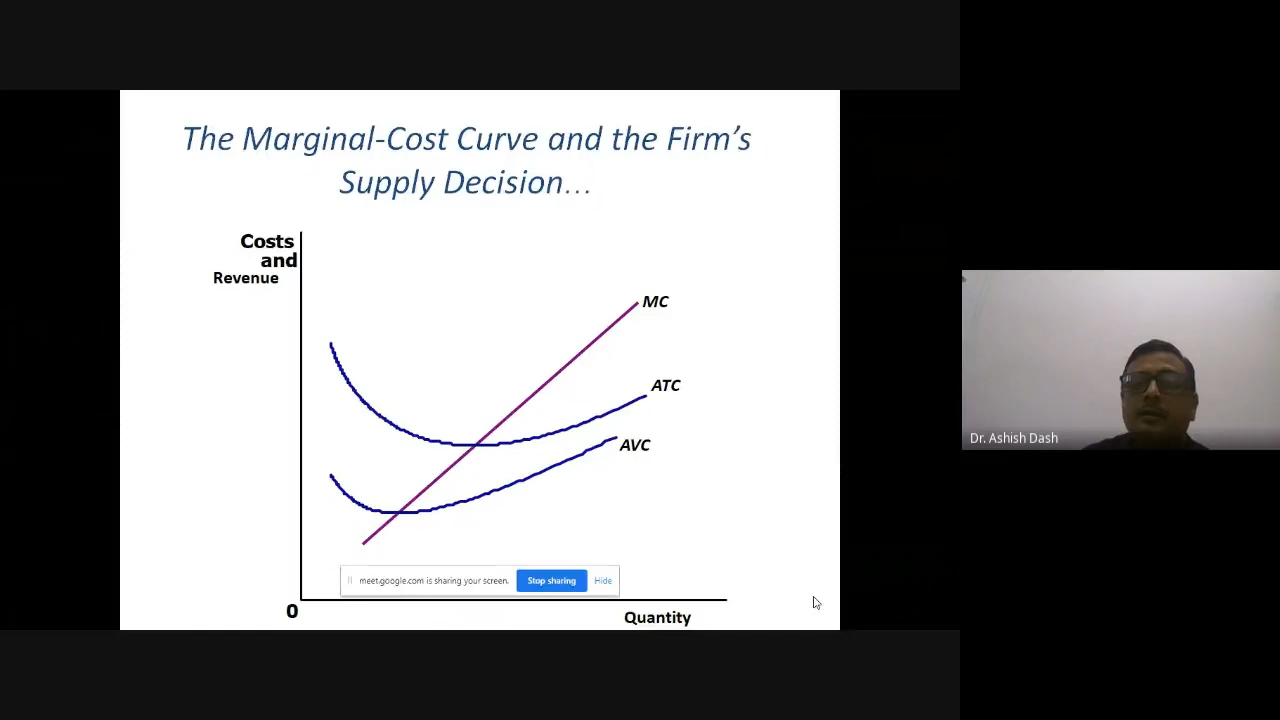 The Marginal-Cost Curve and the Firm's
Supply Decision...
Costs
and
Revenue
MC
ATC
AVC
meet.google.com is sharing your screen.
Stop sharing
Hide
0
Quantity
Dr. Ashish Dash